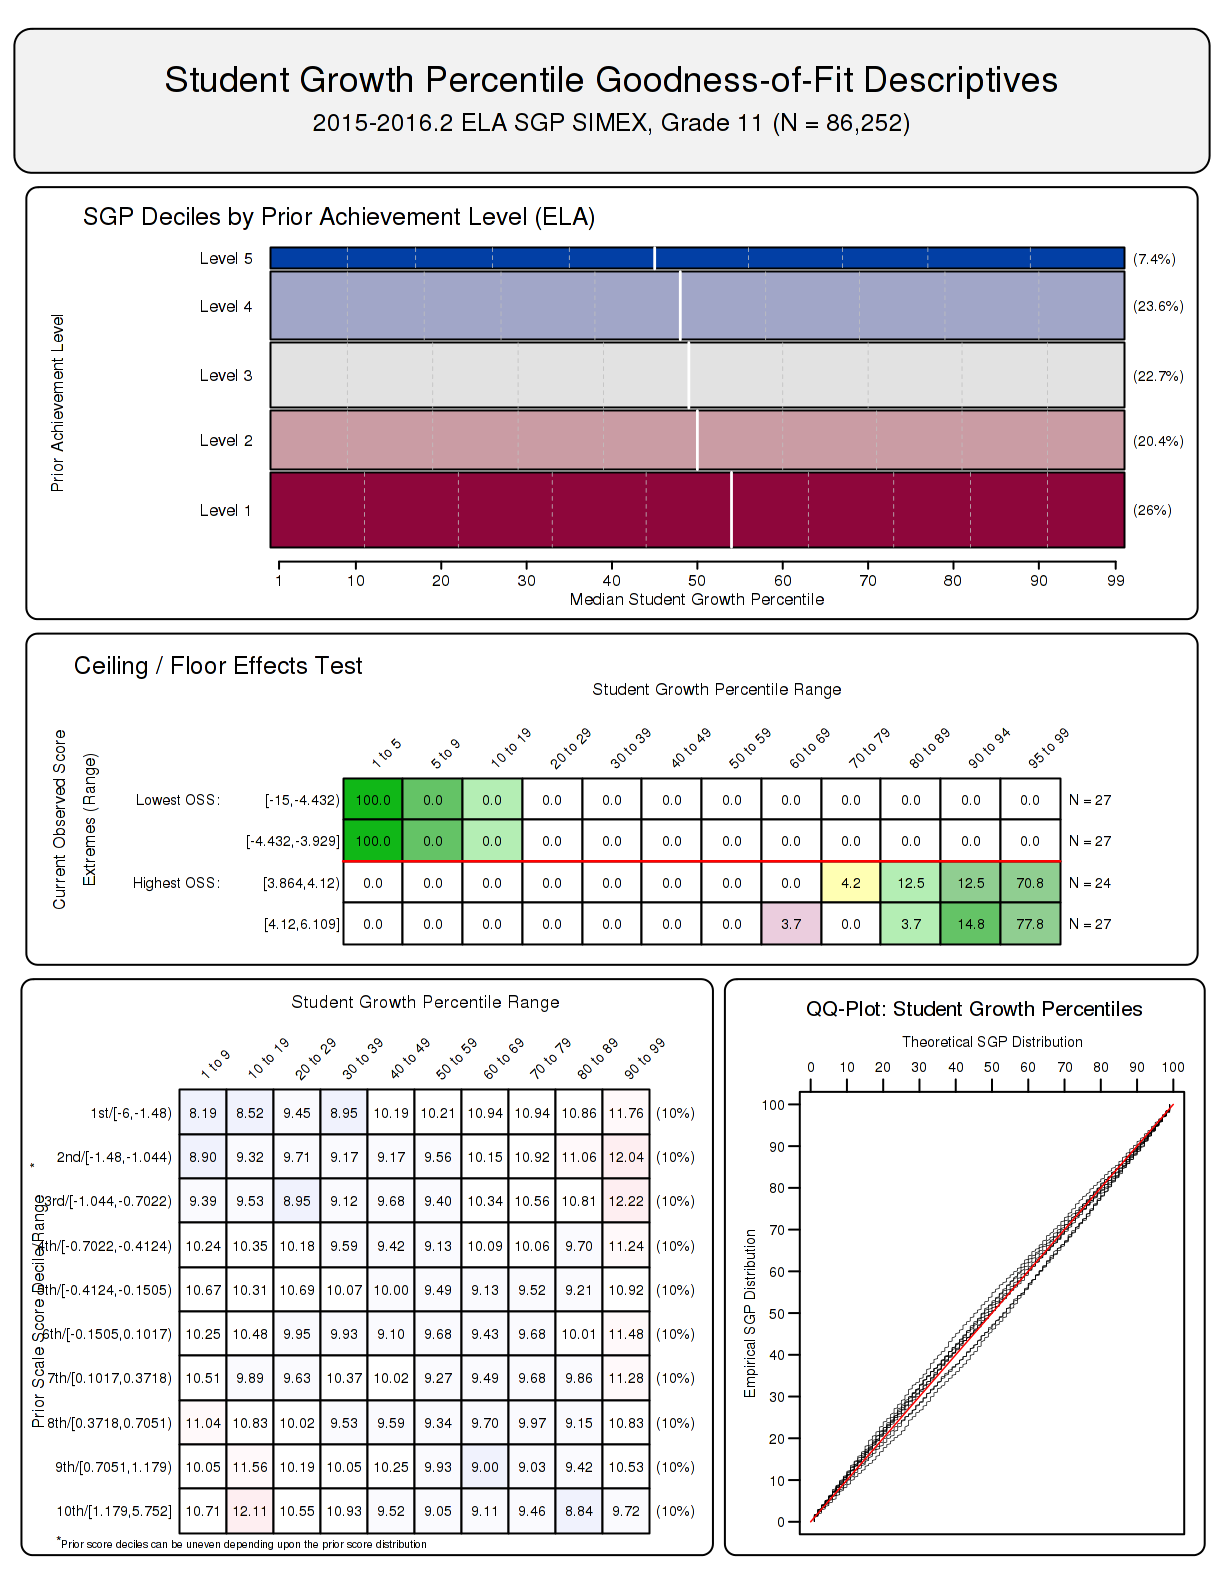 Student Growth Percentile Goodness-of-Fit Descriptives
2015-2016.2 ELA SGP SIMEX, Grade 11 (N = 86,252)
SGP Deciles by Prior Achievement Level (ELA)
Prior Achievement Level
Level 5 (7.4%)
Level 4 (23.6%)
Level 3 (22.7%)
Level 2 (20.4%)
Level 1 (26%)
1 10 20 30 40 50 60 70 80 90 99
Median Student Growth Percentile
Ceiling / Floor Effects Test
Student Growth Percentile Range
Current Observed Score
Extremes (Range)
1 to 5 5 to 9 10 to 19 20 to 29 30 to 39 40 to 49 50 to 59 60 to 69 70 to 79 80 to 89 90 to 94 95 to 99
Lowest OSS: [-15,-4.432) 100.0 0.0 0.0 0.0 0.0 0.0 0.0 0.0 0.0 0.0 0.0 0.0 N = 27
[-4.432,-3.929] 100.0 0.0 0.0 0.0 0.0 0.0 0.0 0.0 0.0 0.0 0.0 0.0 N = 27
Highest OSS: [3.864,4.12) 0.0 0.0 0.0 0.0 0.0 0.0 0.0 0.0 4.2 12.5 12.5 70.8 N = 24
[4.12,6.109] 0.0 0.0 0.0 0.0 0.0 0.0 0.0 3.7 0.0 3.7 14.8 77.8 N = 27
Student Growth Percentile Range
Prior Scale Score Decile/Range *
1 to 9 10 to 19 20 to 29 30 to 39 40 to 49 50 to 59 60 to 69 70 to 79 80 to 89 90 to 99
1st/[-6,-1.48) 8.19 8.52 9.45 8.95 10.19 10.21 10.94 10.94 10.86 11.76 (10%)
2nd/[-1.48,-1.044) 8.90 9.32 9.71 9.17 9.17 9.56 10.15 10.92 11.06 12.04 (10%)
3rd/[-1.044,-0.7022) 9.39 9.53 8.95 9.12 9.68 9.40 10.34 10.56 10.81 12.22 (10%)
4th/[-0.7022,-0.4124) 10.24 10.35 10.18 9.59 9.42 9.13 10.09 10.06 9.70 11.24 (10%)
5th/[-0.4124,-0.1505) 10.67 10.31 10.69 10.07 10.00 9.49 9.13 9.52 9.21 10.92 (10%)
6th/[-0.1505,0.1017) 10.25 10.48 9.95 9.93 9.10 9.68 9.43 9.68 10.01 11.48 (10%)
7th/[0.1017,0.3718) 10.51 9.89 9.63 10.37 10.02 9.27 9.49 9.68 9.86 11.28 (10%)
8th/[0.3718,0.7051) 11.04 10.83 10.02 9.53 9.59 9.34 9.70 9.97 9.15 10.83 (10%)
9th/[0.7051,1.179) 10.05 11.56 10.19 10.05 10.25 9.93 9.00 9.03 9.42 10.53 (10%)
10th/[1.179,5.752] 10.71 12.11 10.55 10.93 9.52 9.05 9.11 9.46 8.84 9.72 (10%)
*Prior score deciles can be uneven depending upon the prior score distribution
QQ-Plot: Student Growth Percentiles
Theoretical SGP Distribution
0 10 20 30 40 50 60 70 80 90 100
Empirical SGP Distribution
100
90
80
70
60
50
40
30
20
10
0